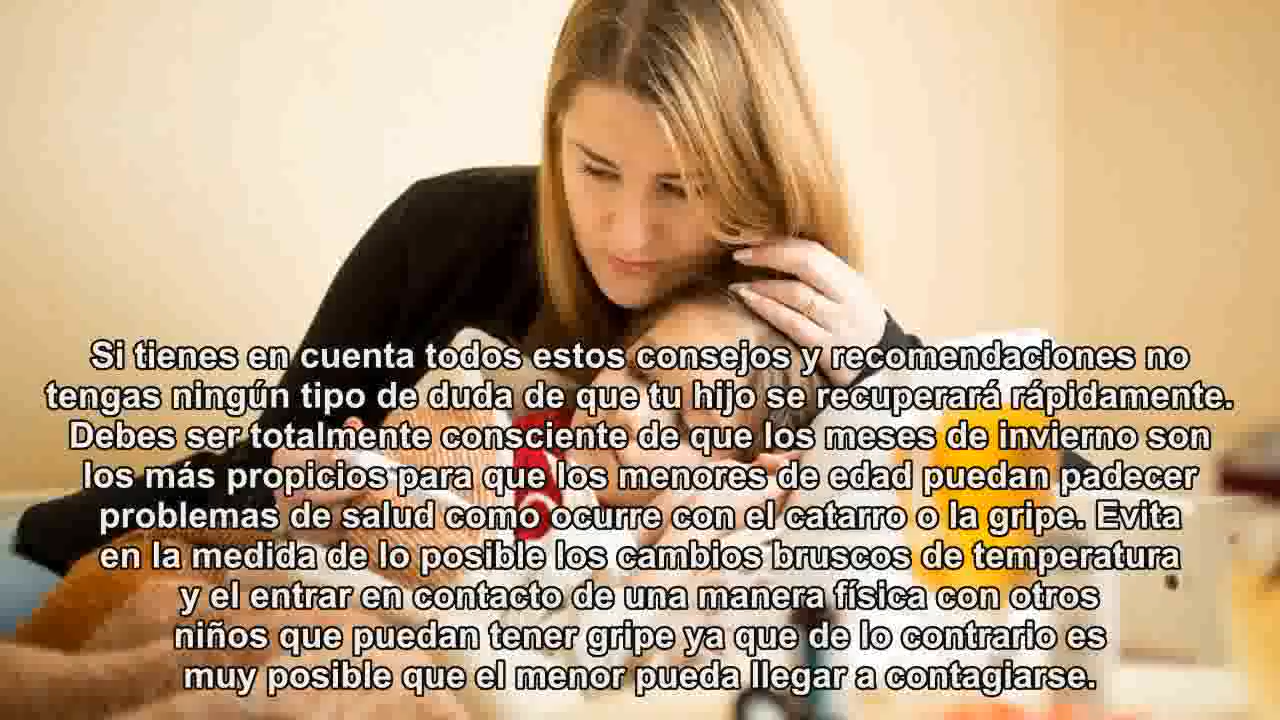 Si tienes en cuenta todos estos consejos y recomendaciones no
tengas ningún tipo de duda de que tu hijo se recuperará rápidamente.
Debes ser totalmente consciente de que los meses de invierno son
los más propicios para que los menores de edad puedan padecer
problemas de salud como ocurre con el catarro o la gripe. Evita
en la medida de lo posible los cambios bruscos de temperatura
y el entrar en contacto de una manera física con otros
niños que puedan tener gripe ya que de lo contrario es
muy posible que el menor pueda llegar a contagiarse.